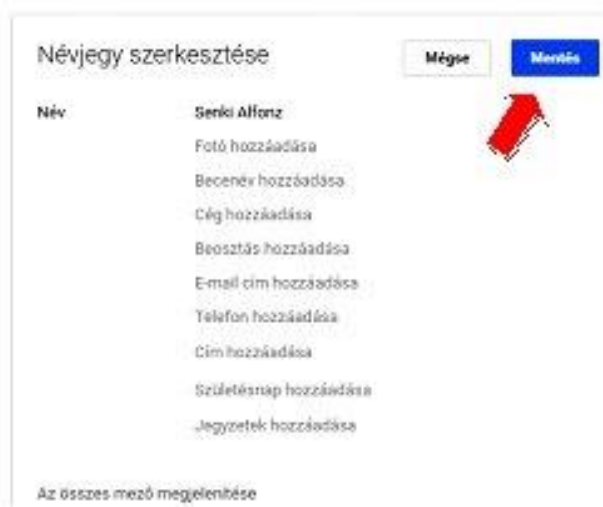 Névjegy szerkesztése Mégse Mentés
Név Senki Alfonz
Fotó hozzáadása
Becenév hozzáadása
Cég hozzáadása
Beosztás hozzáadása
E-mail cím hozzáadása
Telefon hozzáadása
Cím hozzáadása
Születésnap hozzáadása
Jegyzetek hozzáadása
Az összes mező megjelenítése